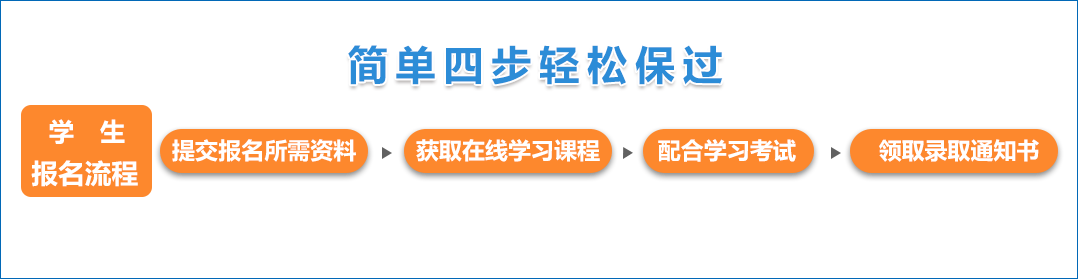 简单四步轻松保过
学 生
报名流程
提交报名所需资料
获取在线学习课程
配合学习考试
领取录取通知书